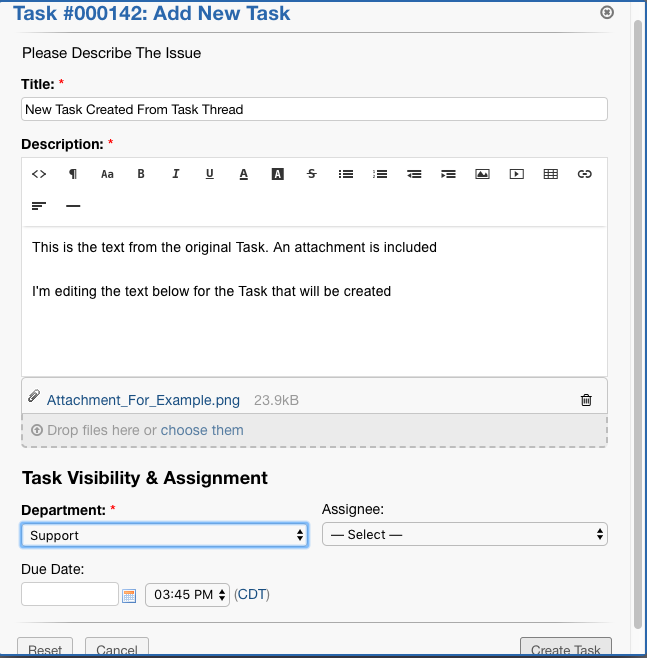 Task #000142: Add New Task
Please Describe The Issue
Title: *
New Task Created From Task Thread
Description: *
<> ¶ Aa B I U A A S
This is the text from the original Task. An attachment is included
I'm editing the text below for the Task that will be created
Attachment_For_Example.png 23.9kB
Drop files here or choose them
Task Visibility & Assignment
Department: * Assignee:
Support — Select —
Due Date:
03:45 PM (CDT)
Reset Cancel Create Task